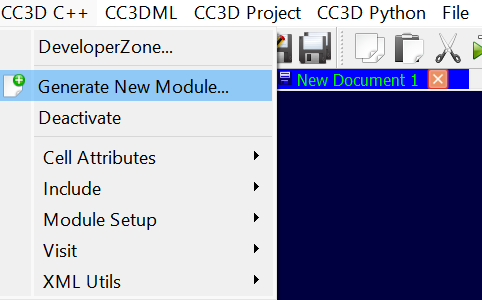 CC3D C++ CC3DML CC3D Project CC3D Python File
DeveloperZone...
New Document 1
Generate New Module...
Deactivate
Cell Attributes
Include
Module Setup
Visit
XML Utils